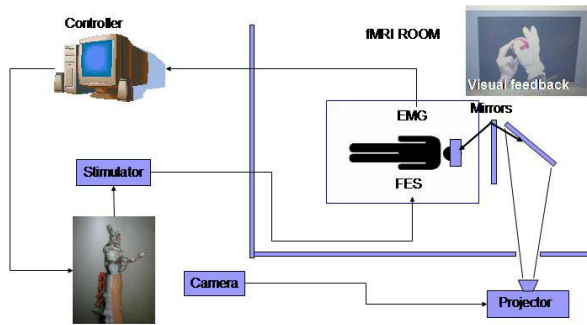 Controller
fMRI ROOM
Visual feedback
EMG
Mirrors
Stimulator
FES
Camera
Projector